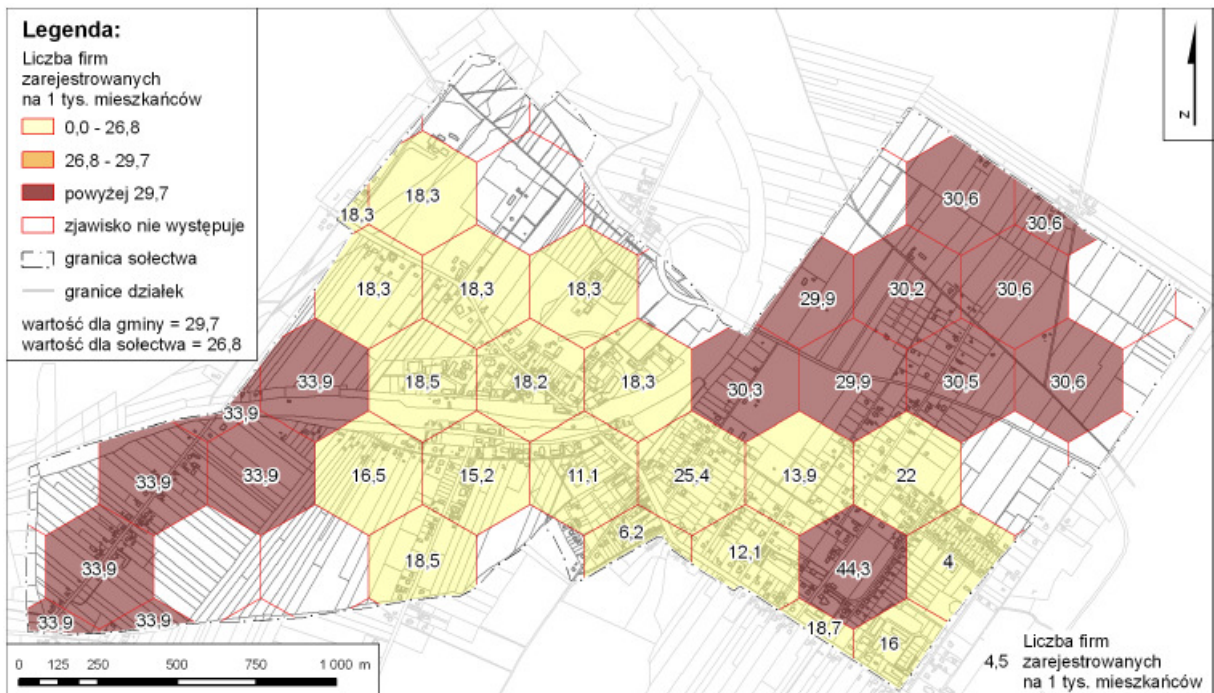 Legenda:
Liczba firm
zarejestrowanych
na 1 tys. mieszkańców
0,0 - 26,8
26,8 - 29,7
powyżej 29,7
zjawisko nie występuje
granica sołectwa
granice działek
wartość dla gminy = 29,7
wartość dla sołectwa = 26,8
z
18,3
18,3
30,6
30,6
18,3
18,3
18,3
29,9
30,2
30,6
33,9
18,5
18,2
18,3
30,3
29,9
30,5
30,6
33,9
33,9
33,9
16,5
15,2
11,1
25,4
13,9
22
33,9
18,5
6,2
12,1
44,3
4
33,9
33,9
18,7
16
0 125 250 500 750 1 000 m
Liczba firm
4,5 zarejestrowanych
na 1 tys. mieszkańców